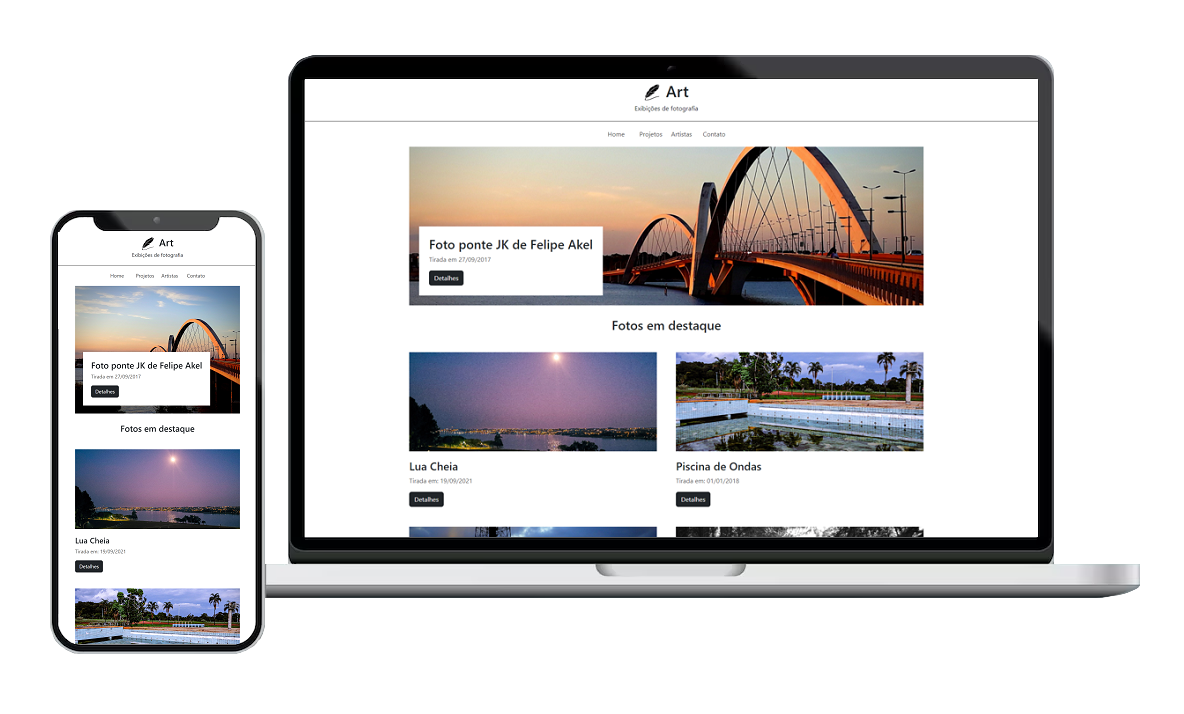 Art
Exibições de fotografia
Home Projetos Artistas Contato
Foto ponte JK de Felipe Akel
Tirada em 27/09/2017
Detalhes
Fotos em destaque
Lua Cheia
Tirada em: 19/09/2021
Detalhes
Piscina de Ondas
Tirada em: 01/01/2018
Detalhes
Art
Exibições de fotografia
Home Projetos Artistas Contato
Foto ponte JK de Felipe Akel
Tirada em 27/09/2017
Detalhes
Fotos em destaque
Lua Cheia
Tirada em: 19/09/2021
Detalhes